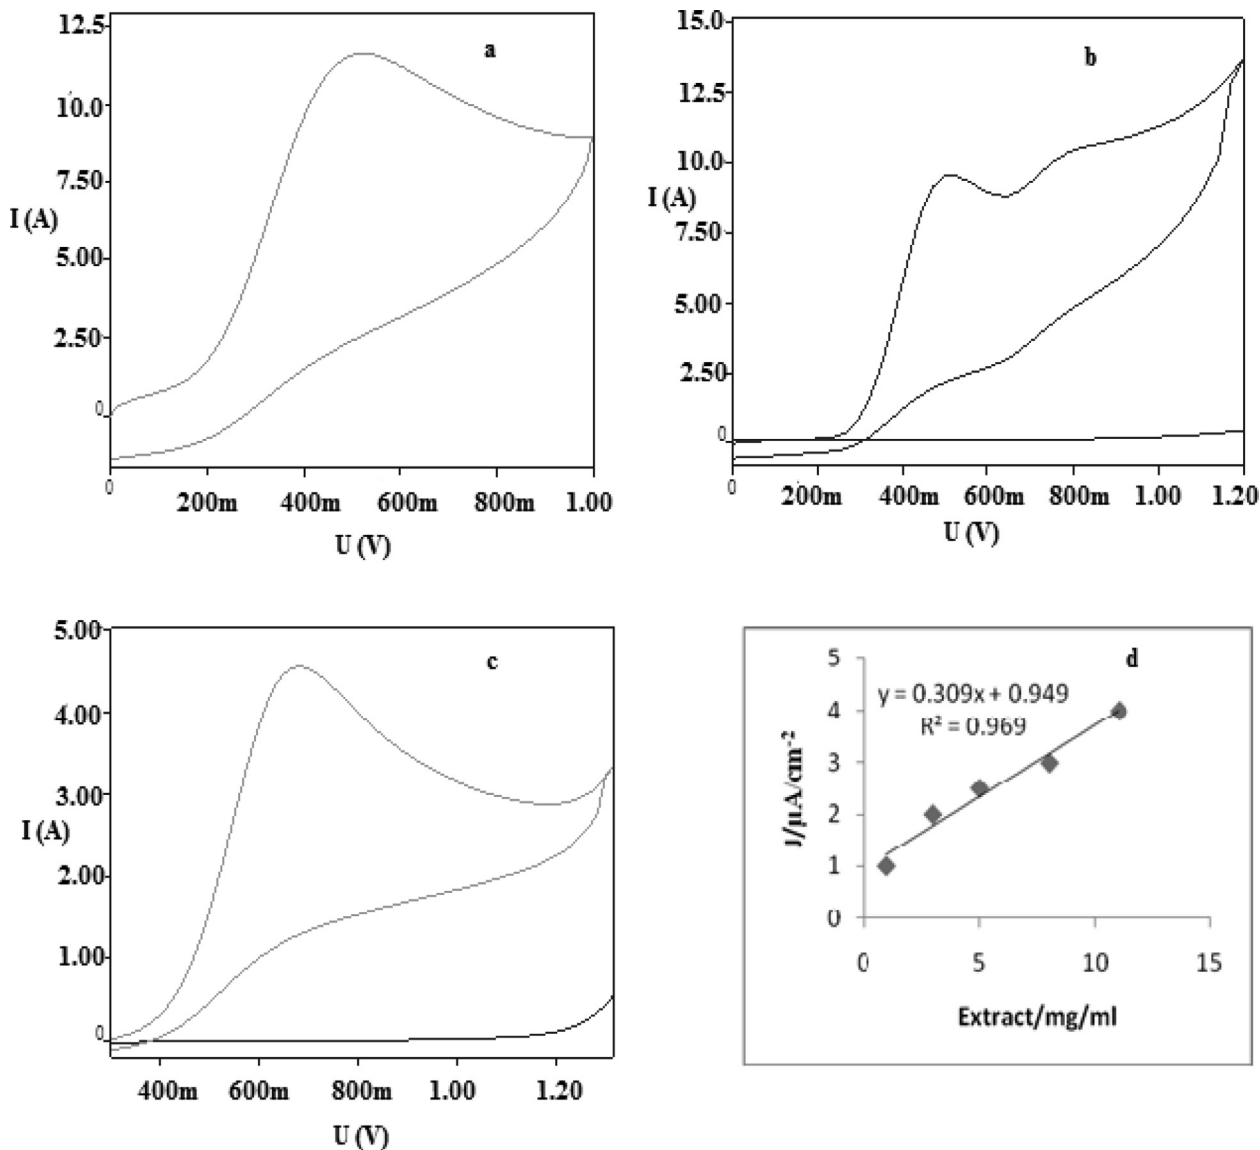 12.5
10.0
7.50
I (A)
5.00
2.50
0
0 200m 400m 600m 800m 1.00
U (V)
a
15.0
12.5
10.0
I (A)
7.50
5.00
2.50
0
0 200m 400m 600m 800m 1.00 1.20
U (V)
b
5.00
4.00
3.00
I (A)
2.00
1.00
0
400m 600m 800m 1.00 1.20
U (V)
c
d
y = 0.309x + 0.949
R² = 0.969
J/µA/cm⁻²
5
4
3
2
1
0
0 5 10 15
Extract/mg/ml